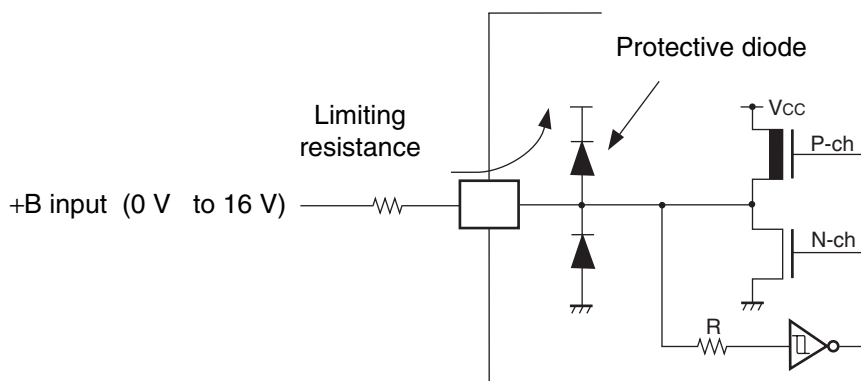 Protective diode
Limiting
resistance
VCC
P-ch
+B input (0 V to 16 V)
N-ch
R